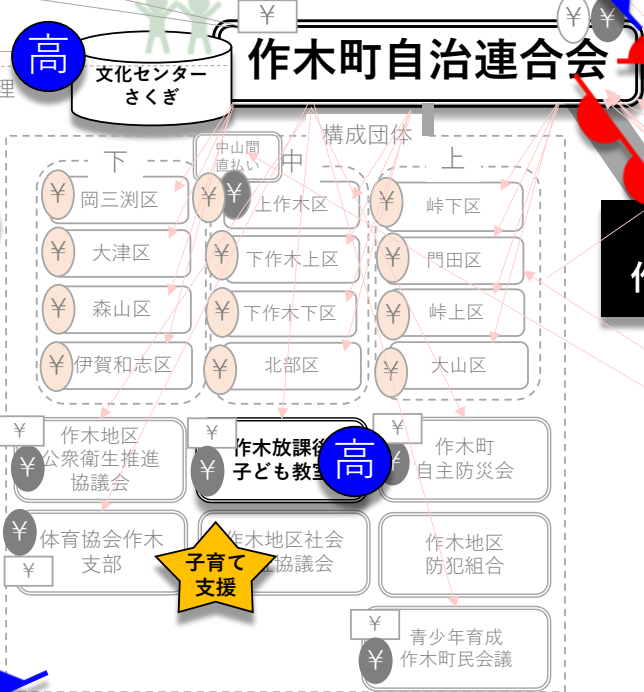 ¥
¥
¥
高
文化センター
さくぎ
作木町自治連合会
理
構成団体
中山間
直払い
下
中
上
¥
岡三渕区
¥
¥
上作木区
¥
峠下区
¥
大津区
¥
下作木上区
¥
門田区
¥
森山区
¥
下作木下区
¥
峠上区
¥
伊賀和志区
¥
北部区
¥
大山区
¥
¥
作木地区
公衆衛生推進
協議会
¥
¥
作木放課後
子ども教室
高
¥
¥
作木町
自主防災会
¥
¥
体育協会作木
支部
子育て
支援
作木地区社会
協議会
作木地区
防犯組合
¥
¥
青少年育成
作木町民会議
作